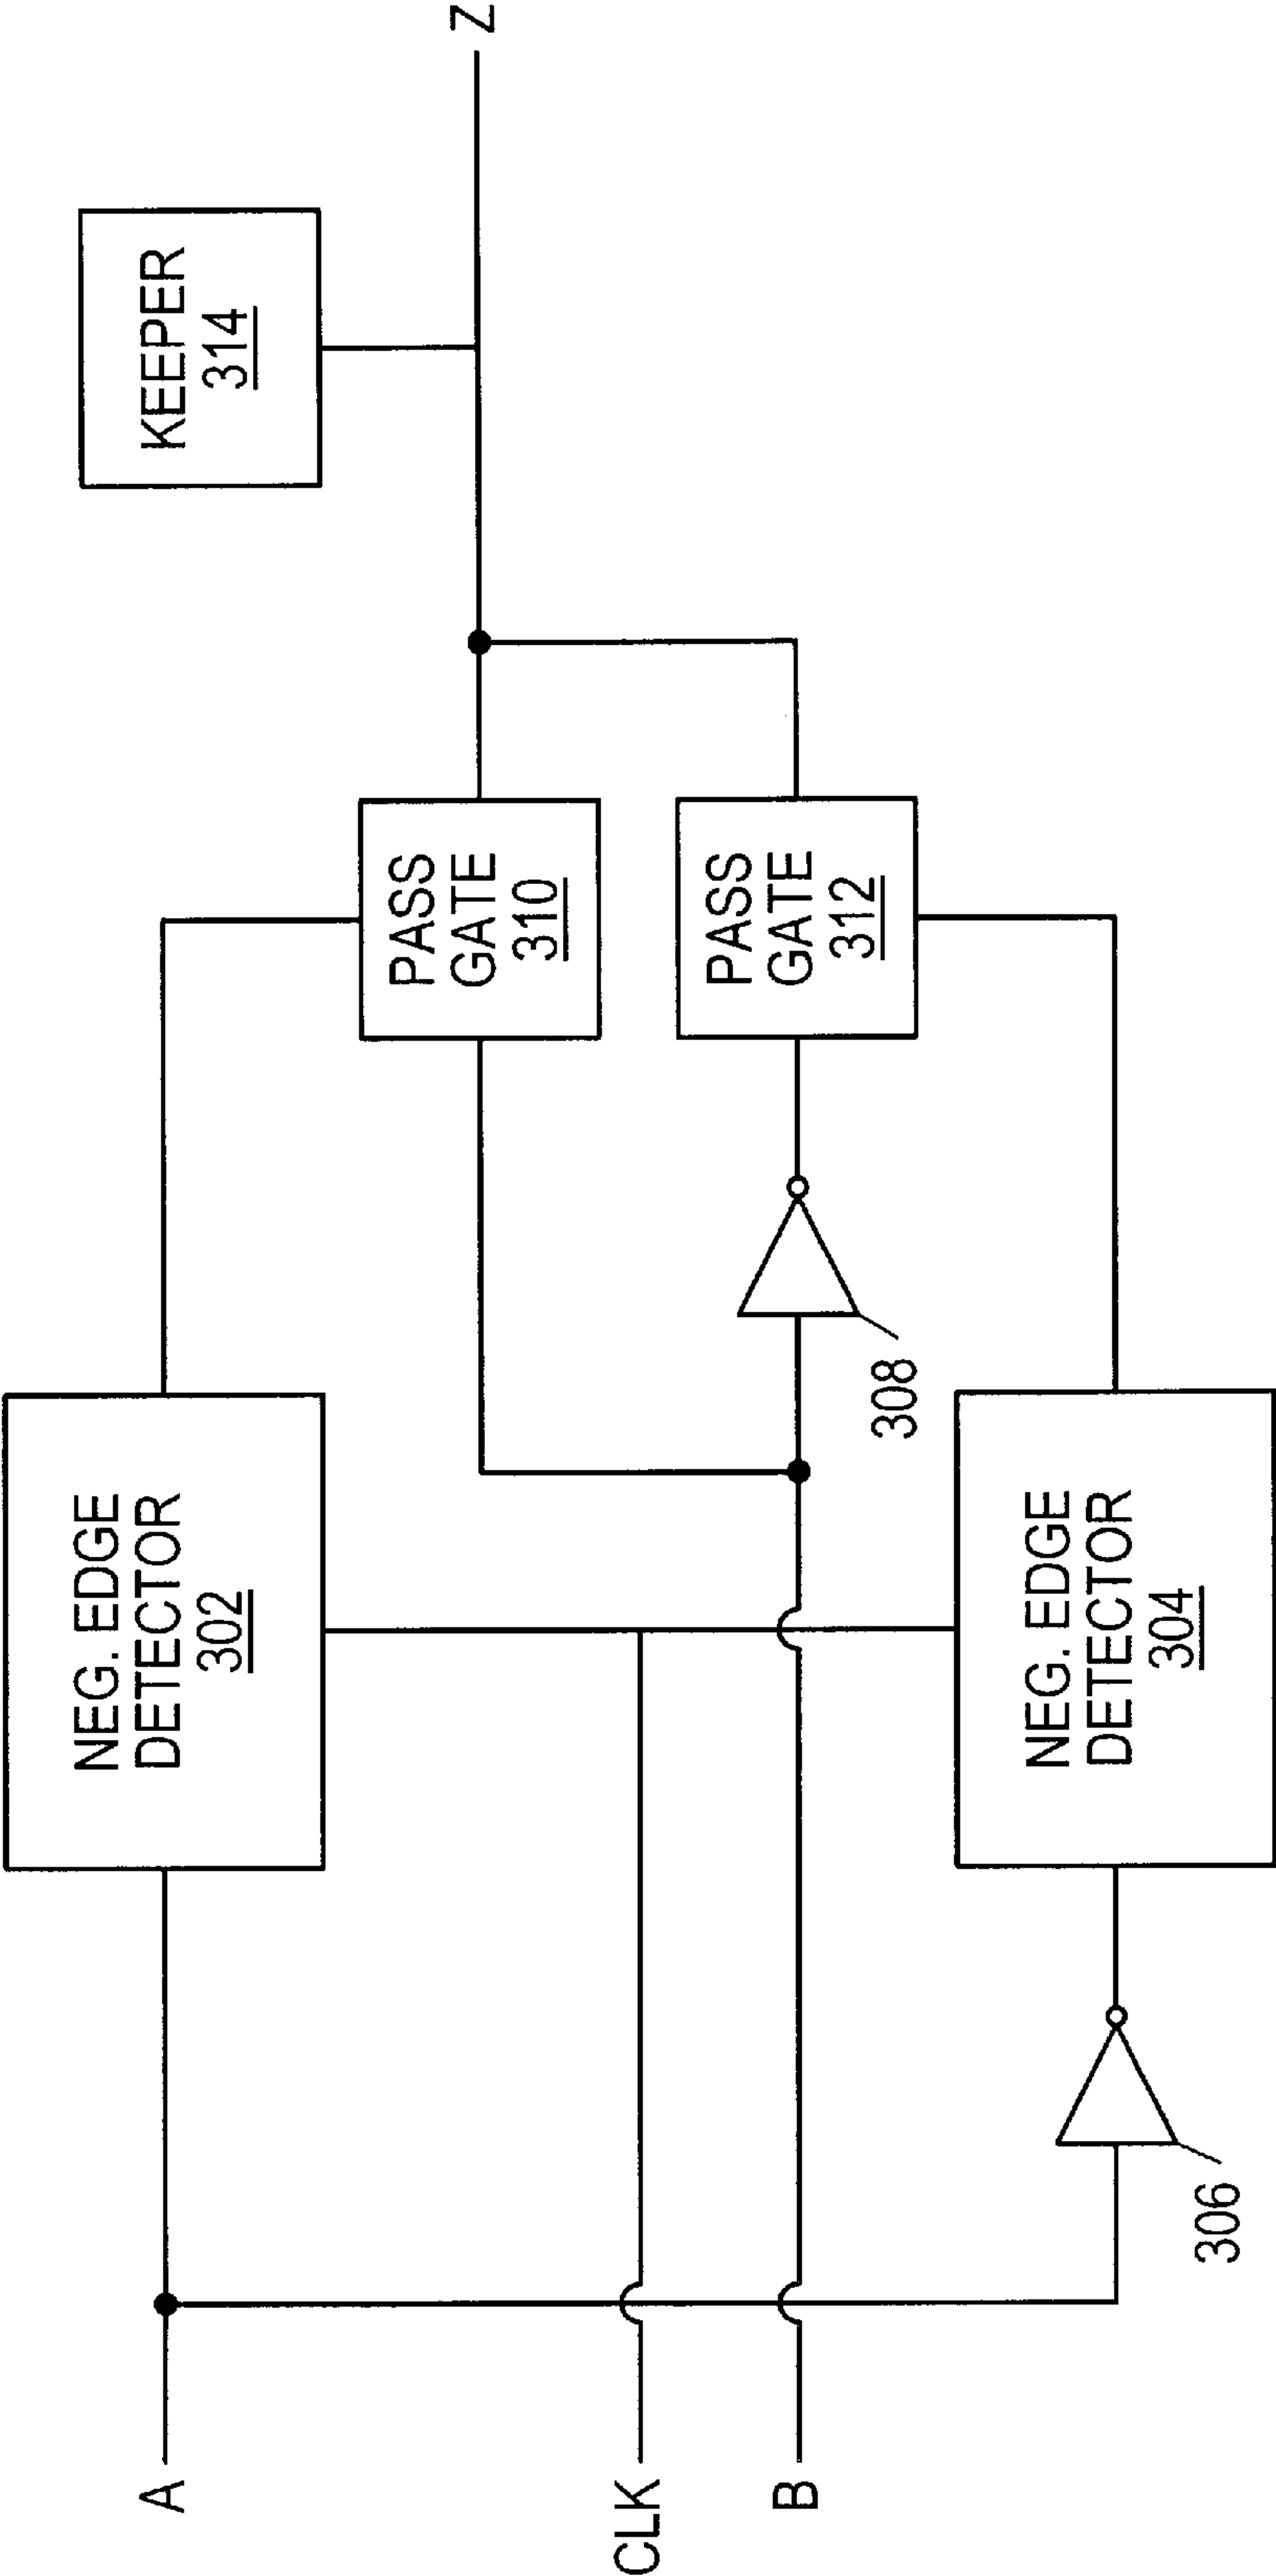 A
CLK
B
NEG. EDGE
DETECTOR
302
306
NEG. EDGE
DETECTOR
304
308
PASS
GATE
310
PASS
GATE
312
KEEPER
314
Z